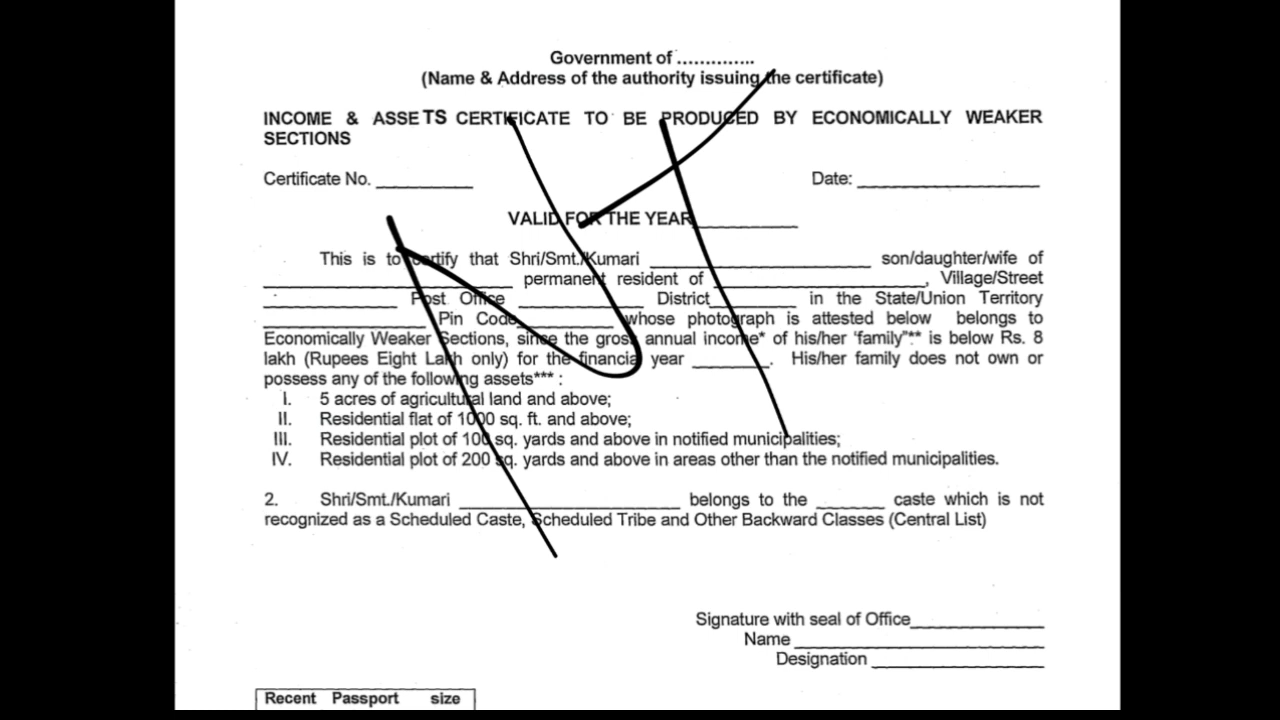 Government of ..............
(Name & Address of the authority issuing the certificate)
INCOME & ASSETS CERTIFICATE TO BE PRODUCED BY ECONOMICALLY WEAKER
SECTIONS
Certificate No. __________ Date: ___________________
VALID FOR THE YEAR___________
This is to certify that Shri/Smt./Kumari _______________________ son/daughter/wife of
__________________________ permanent resident of ______________________, Village/Street
______________ Post Office _____________ District_________ in the State/Union Territory
_________________ Pin Code__________ whose photograph is attested below belongs to
Economically Weaker Sections, since the gross annual income* of his/her 'family"** is below Rs. 8
lakh (Rupees Eight Lakh only) for the financial year ________. His/her family does not own or
possess any of the following assets*** :
I. 5 acres of agricultural land and above;
II. Residential flat of 1000 sq. ft. and above;
III. Residential plot of 100 sq. yards and above in notified municipalities;
IV. Residential plot of 200 sq. yards and above in areas other than the notified municipalities.
2. Shri/Smt./Kumari _______________________ belongs to the _______ caste which is not
recognized as a Scheduled Caste, Scheduled Tribe and Other Backward Classes (Central List)
Signature with seal of Office______________
Name __________________________
Designation __________________
Recent Passport size